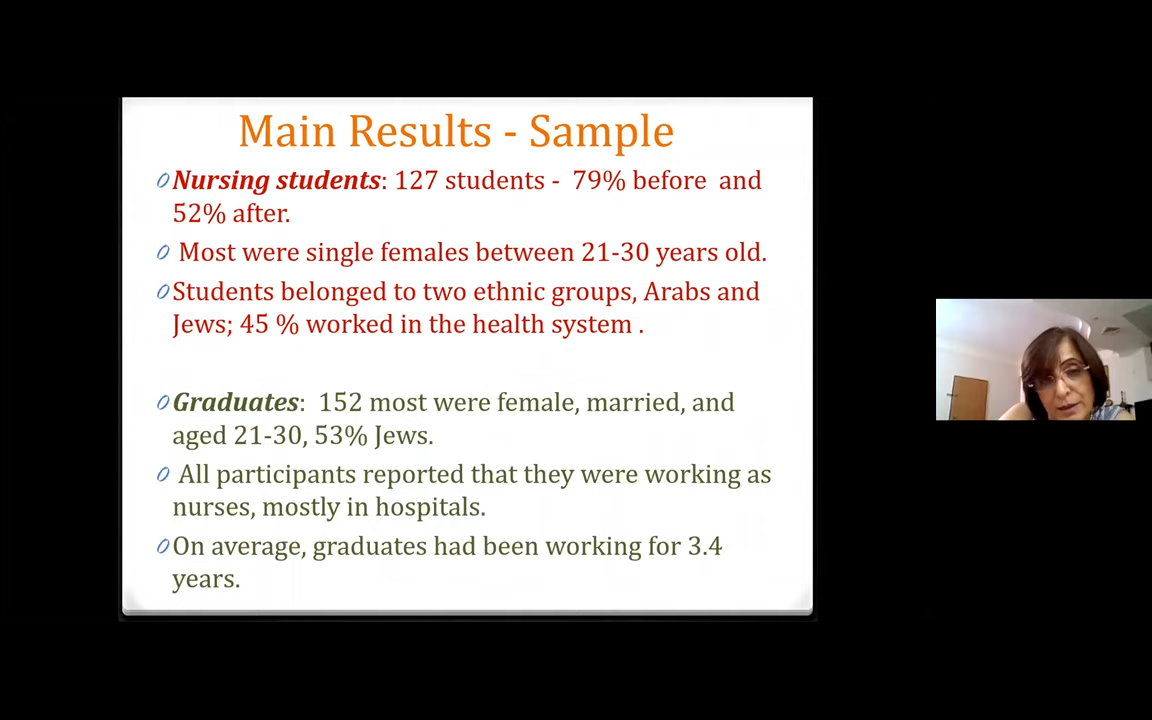 Main Results - Sample
Nursing students: 127 students -  79% before  and
52% after.
Most were single females between 21-30 years old.
Students belonged to two ethnic groups, Arabs and
Jews; 45 % worked in the health system .
Graduates:  152 most were female, married, and
aged 21-30, 53% Jews.
All participants reported that they were working as
nurses, mostly in hospitals.
On average, graduates had been working for 3.4
years.